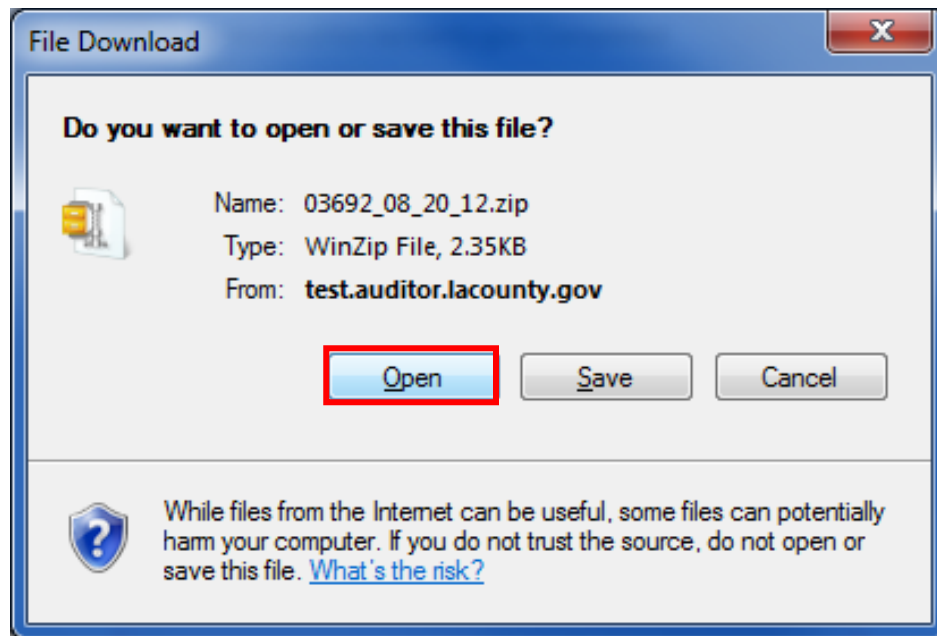 File Download
Do you want to open or save this file?
Name: 03692_08_20_12.zip
Type: WinZip File, 2.35KB
From: test.auditor.lacounty.gov
Open Save Cancel
While files from the Internet can be useful, some files can potentially
harm your computer. If you do not trust the source, do not open or
save this file. What's the risk?